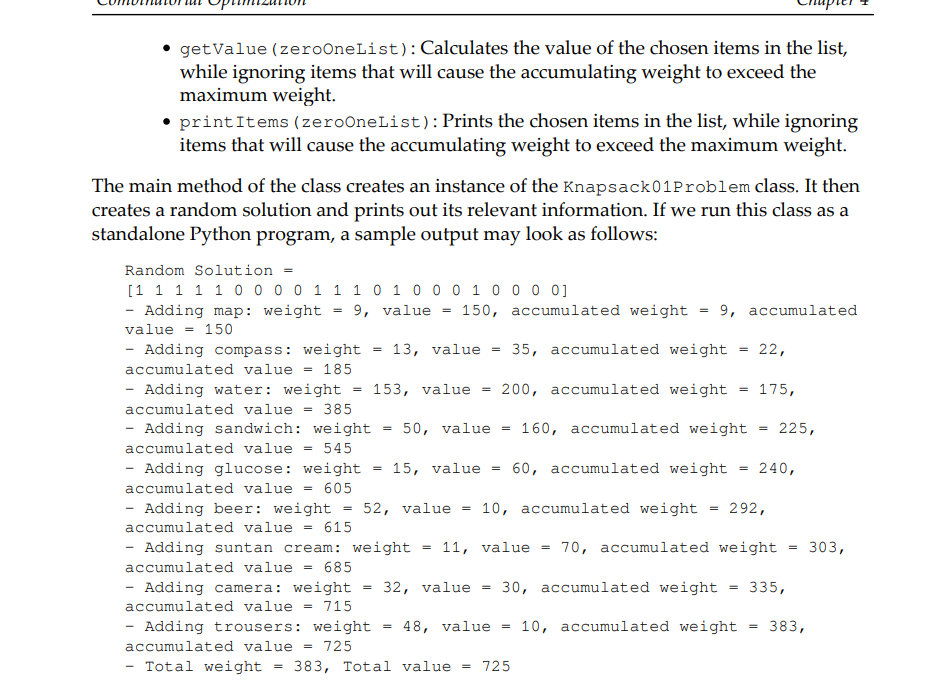 Combinatorial Optimization Chapter 4
• getValue(zeroOneList): Calculates the value of the chosen items in the list,
while ignoring items that will cause the accumulating weight to exceed the
maximum weight.
• printItems(zeroOneList): Prints the chosen items in the list, while ignoring
items that will cause the accumulating weight to exceed the maximum weight.
The main method of the class creates an instance of the Knapsack01Problem class. It then
creates a random solution and prints out its relevant information. If we run this class as a
standalone Python program, a sample output may look as follows:
Random Solution =
[1 1 1 1 1 0 0 0 0 1 1 1 0 1 0 0 0 1 0 0 0 0]
- Adding map: weight = 9, value = 150, accumulated weight = 9, accumulated
value = 150
- Adding compass: weight = 13, value = 35, accumulated weight = 22,
accumulated value = 185
- Adding water: weight = 153, value = 200, accumulated weight = 175,
accumulated value = 385
- Adding sandwich: weight = 50, value = 160, accumulated weight = 225,
accumulated value = 545
- Adding glucose: weight = 15, value = 60, accumulated weight = 240,
accumulated value = 605
- Adding beer: weight = 52, value = 10, accumulated weight = 292,
accumulated value = 615
- Adding suntan cream: weight = 11, value = 70, accumulated weight = 303,
accumulated value = 685
- Adding camera: weight = 32, value = 30, accumulated weight = 335,
accumulated value = 715
- Adding trousers: weight = 48, value = 10, accumulated weight = 383,
accumulated value = 725
- Total weight = 383, Total value = 725